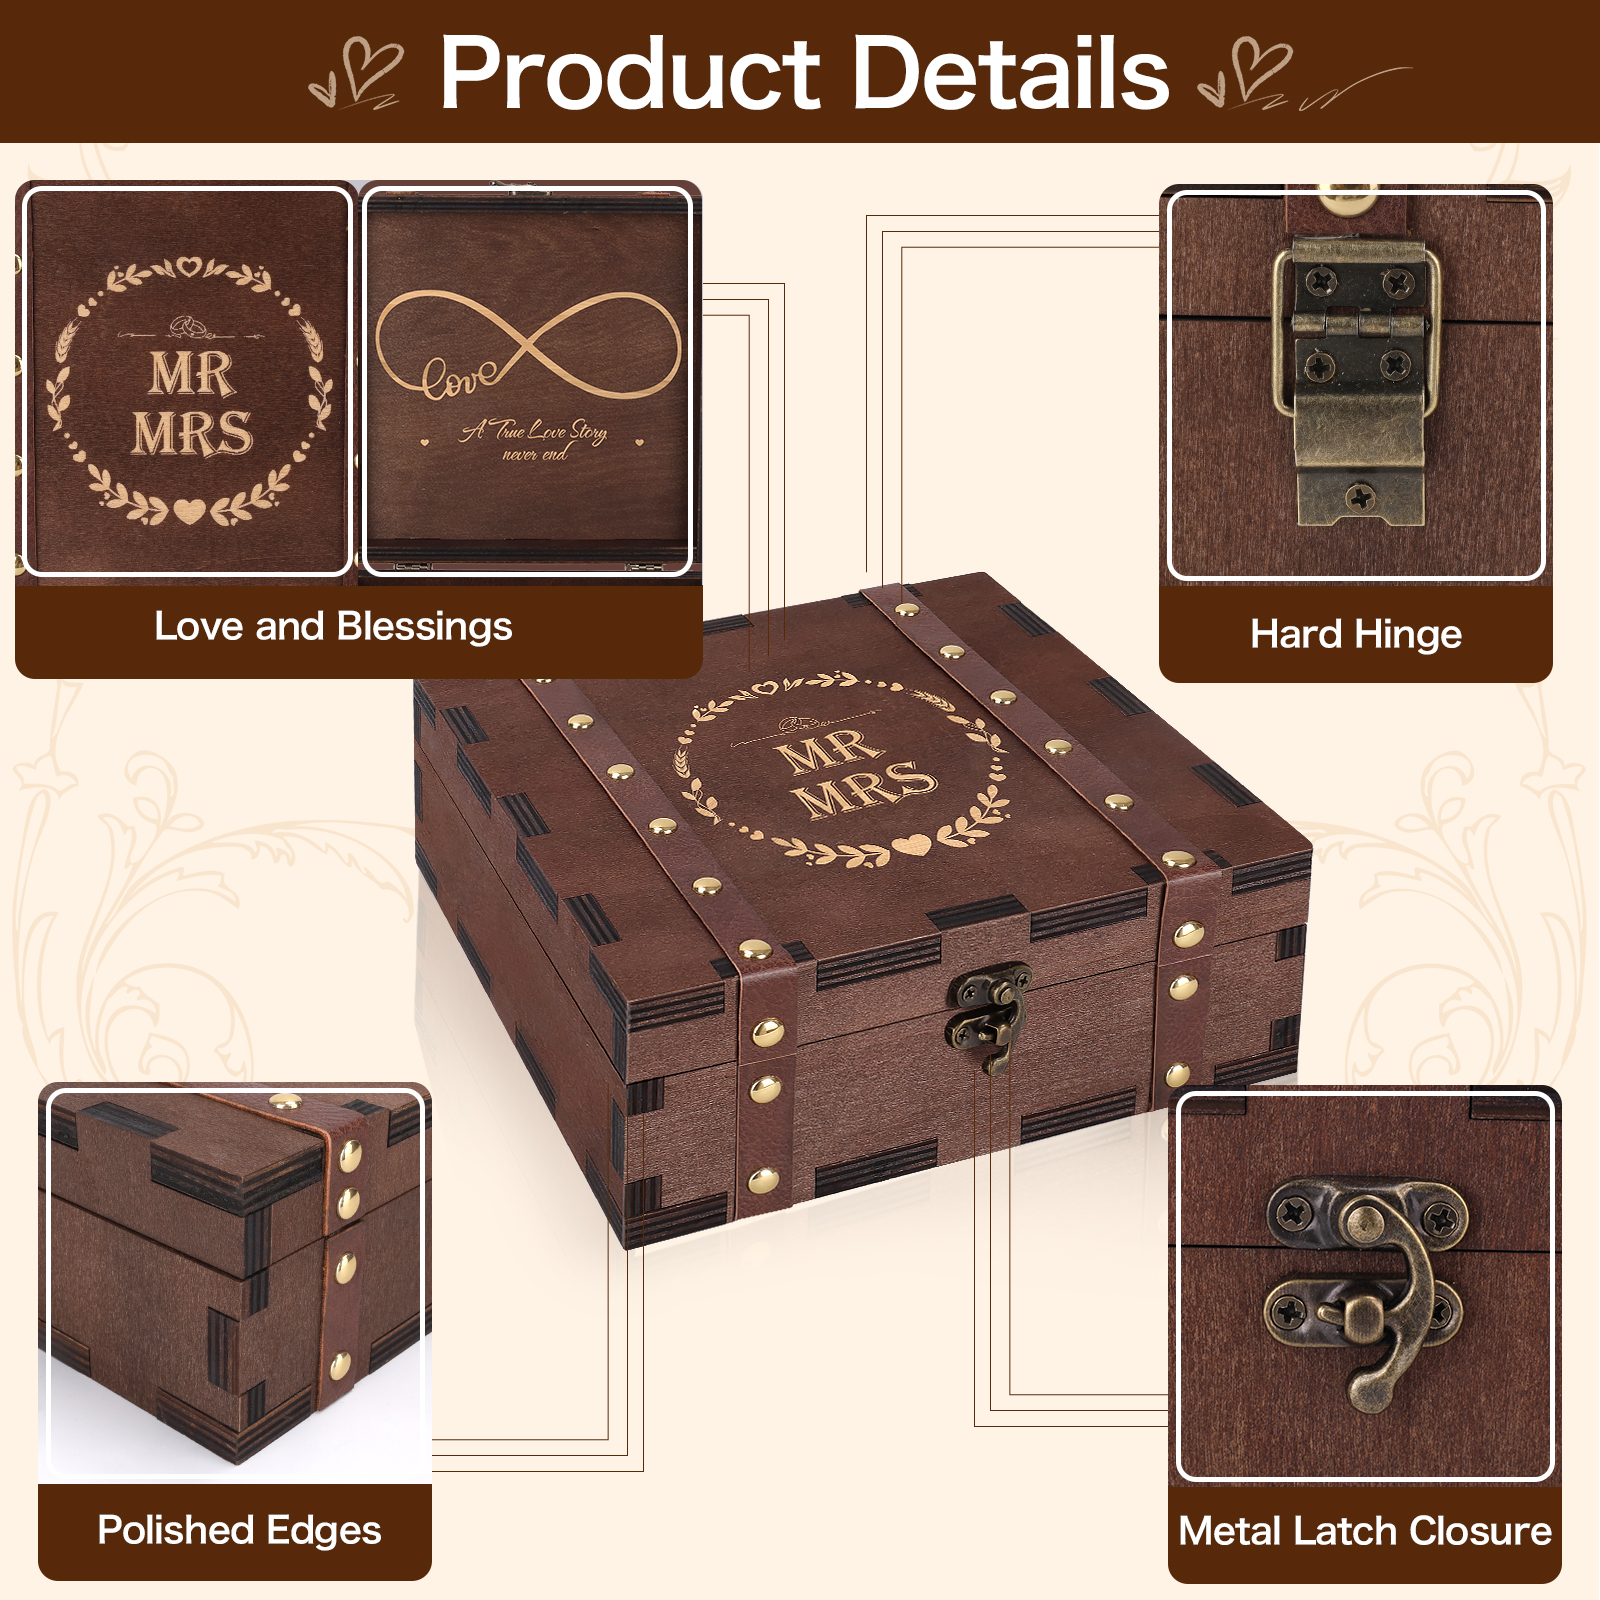 Product Details
MR
MRS
love
A True Love Story
never end
Love and Blessings
Hard Hinge
MR
MRS
Polished Edges
Metal Latch Closure